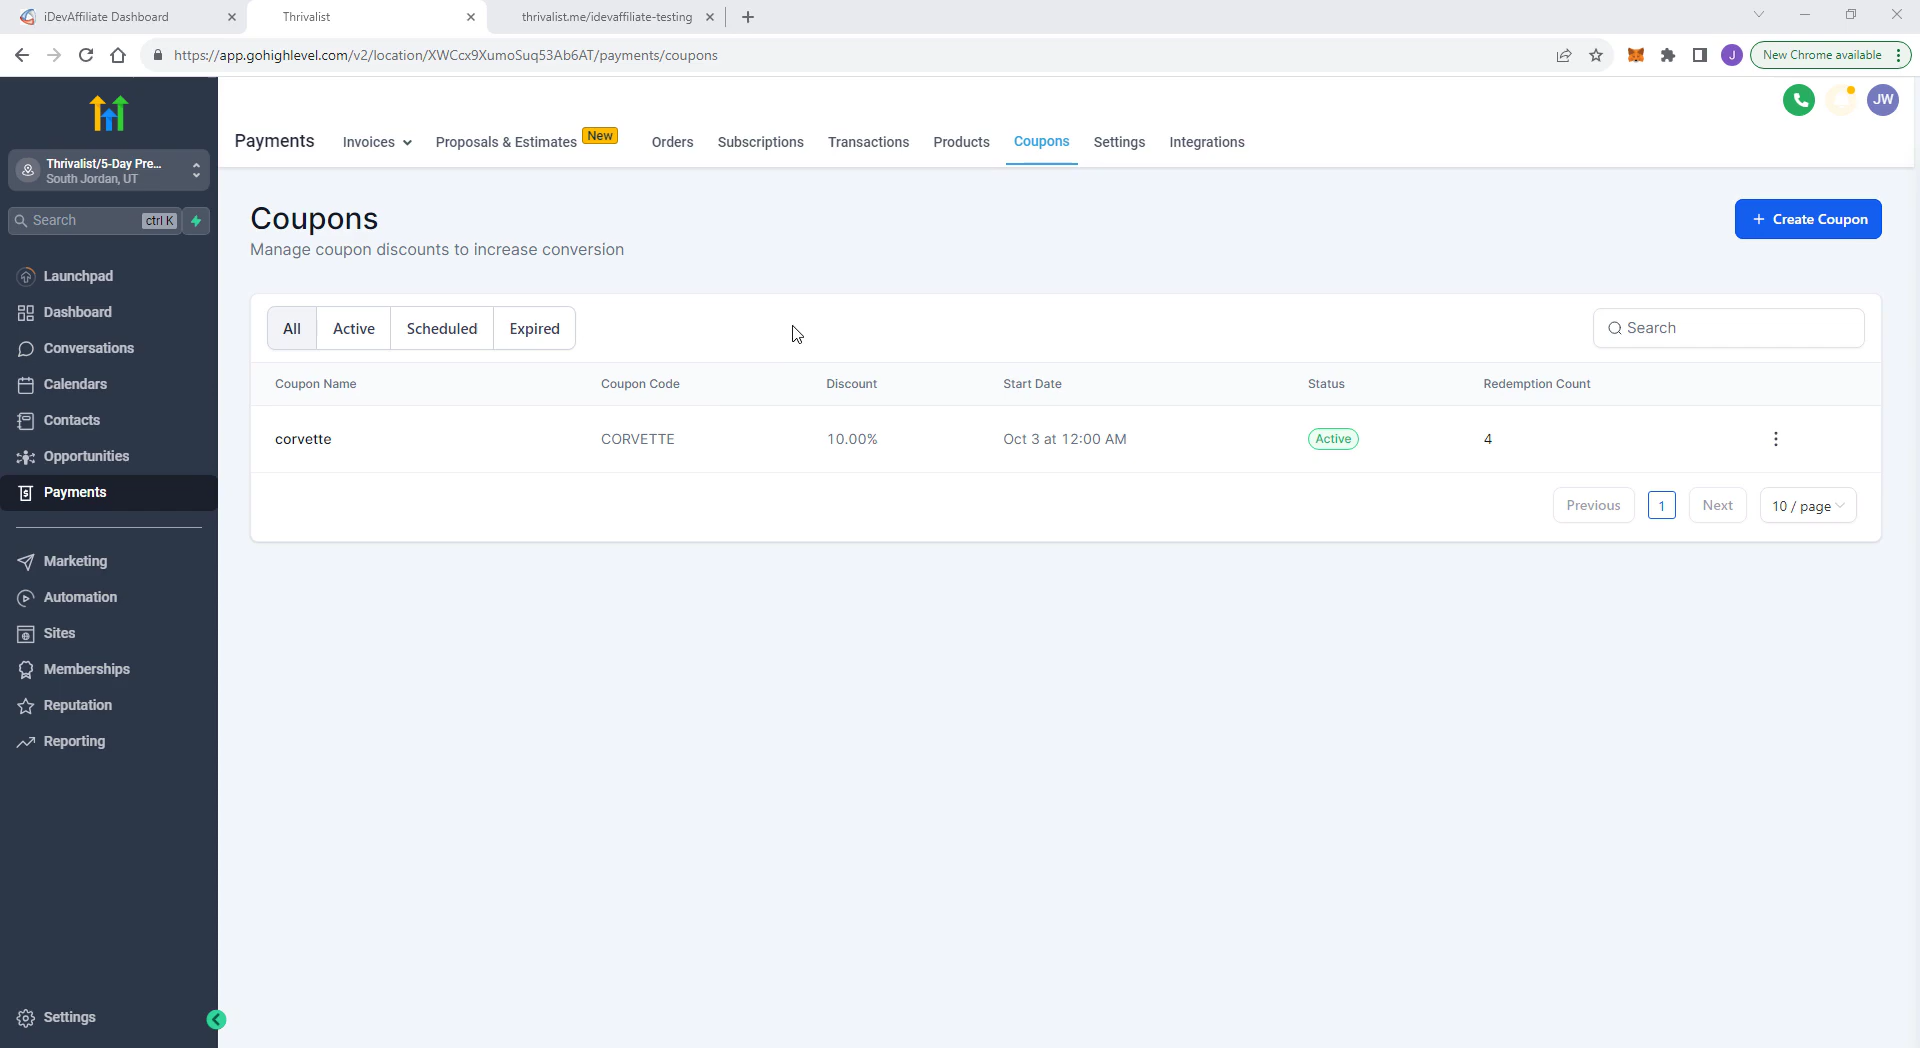 iDevAffiliate Dashboard
Thrivalist
thrivalist.me/idevaffiliate-testing
https://app.gohighlevel.com/v2/location/XWCcx9XumoSuq53Ab6AT/payments/coupons
J
New Chrome available
JW
Payments
Invoices
Proposals & Estimates
New
Orders
Subscriptions
Transactions
Products
Coupons
Settings
Integrations
Thrivalist/5-Day Pre...
South Jordan, UT
Search
ctrl K
Launchpad
Dashboard
Conversations
Calendars
Contacts
Opportunities
Payments
Marketing
Automation
Sites
Memberships
Reputation
Reporting
Settings
Coupons
Manage coupon discounts to increase conversion
+ Create Coupon
All
Active
Scheduled
Expired
Search
Coupon Name
Coupon Code
Discount
Start Date
Status
Redemption Count
corvette
CORVETTE
10.00%
Oct 3 at 12:00 AM
Active
4
Previous
1
Next
10 / page